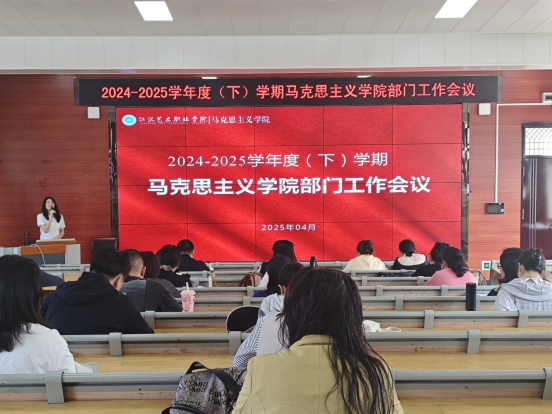 2024-2025学年度（下）学期马克思主义学院部门工作会议
江汉艺术职业学院|马克思主义学院
2024-2025学年度（下）学期
马克思主义学院部门工作会议
2025年04月